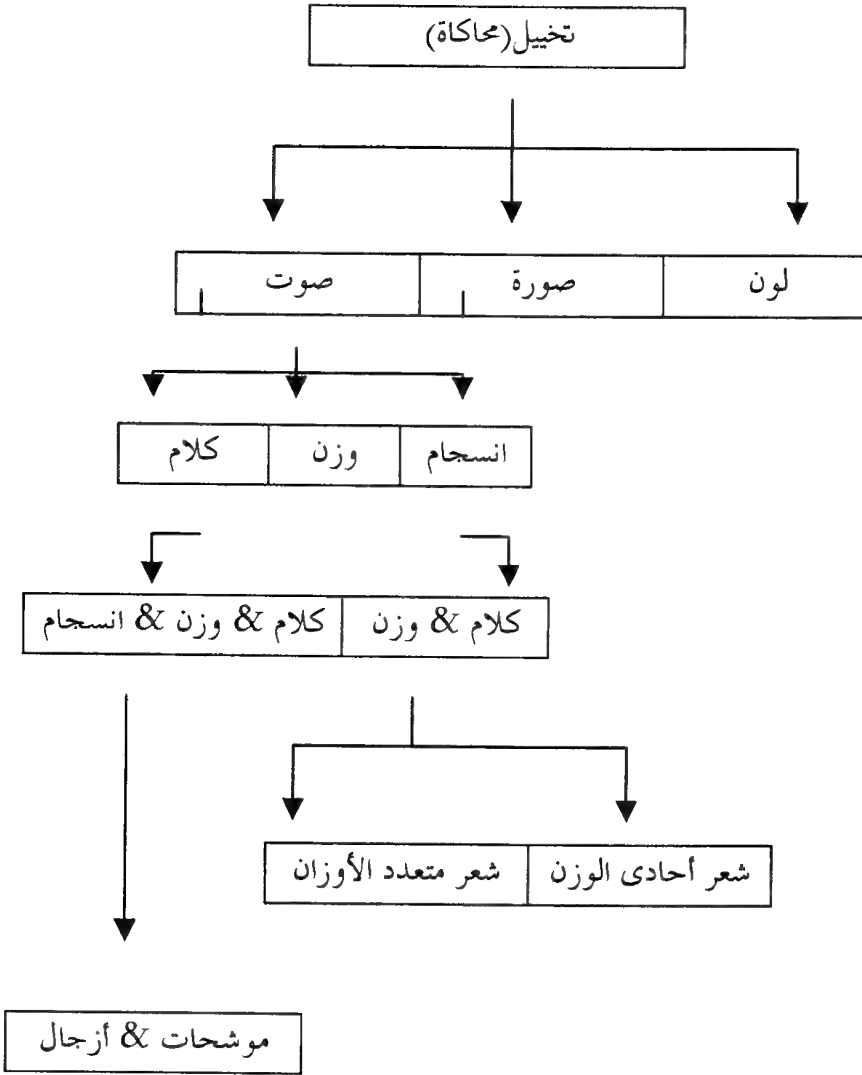 تخييل(محاكاة)
لون صورة صوت
انسجام وزن كلام
كلام & وزن كلام & وزن & انسجام
شعر أحادى الوزن شعر متعدد الأوزان
موشحات & أزجال